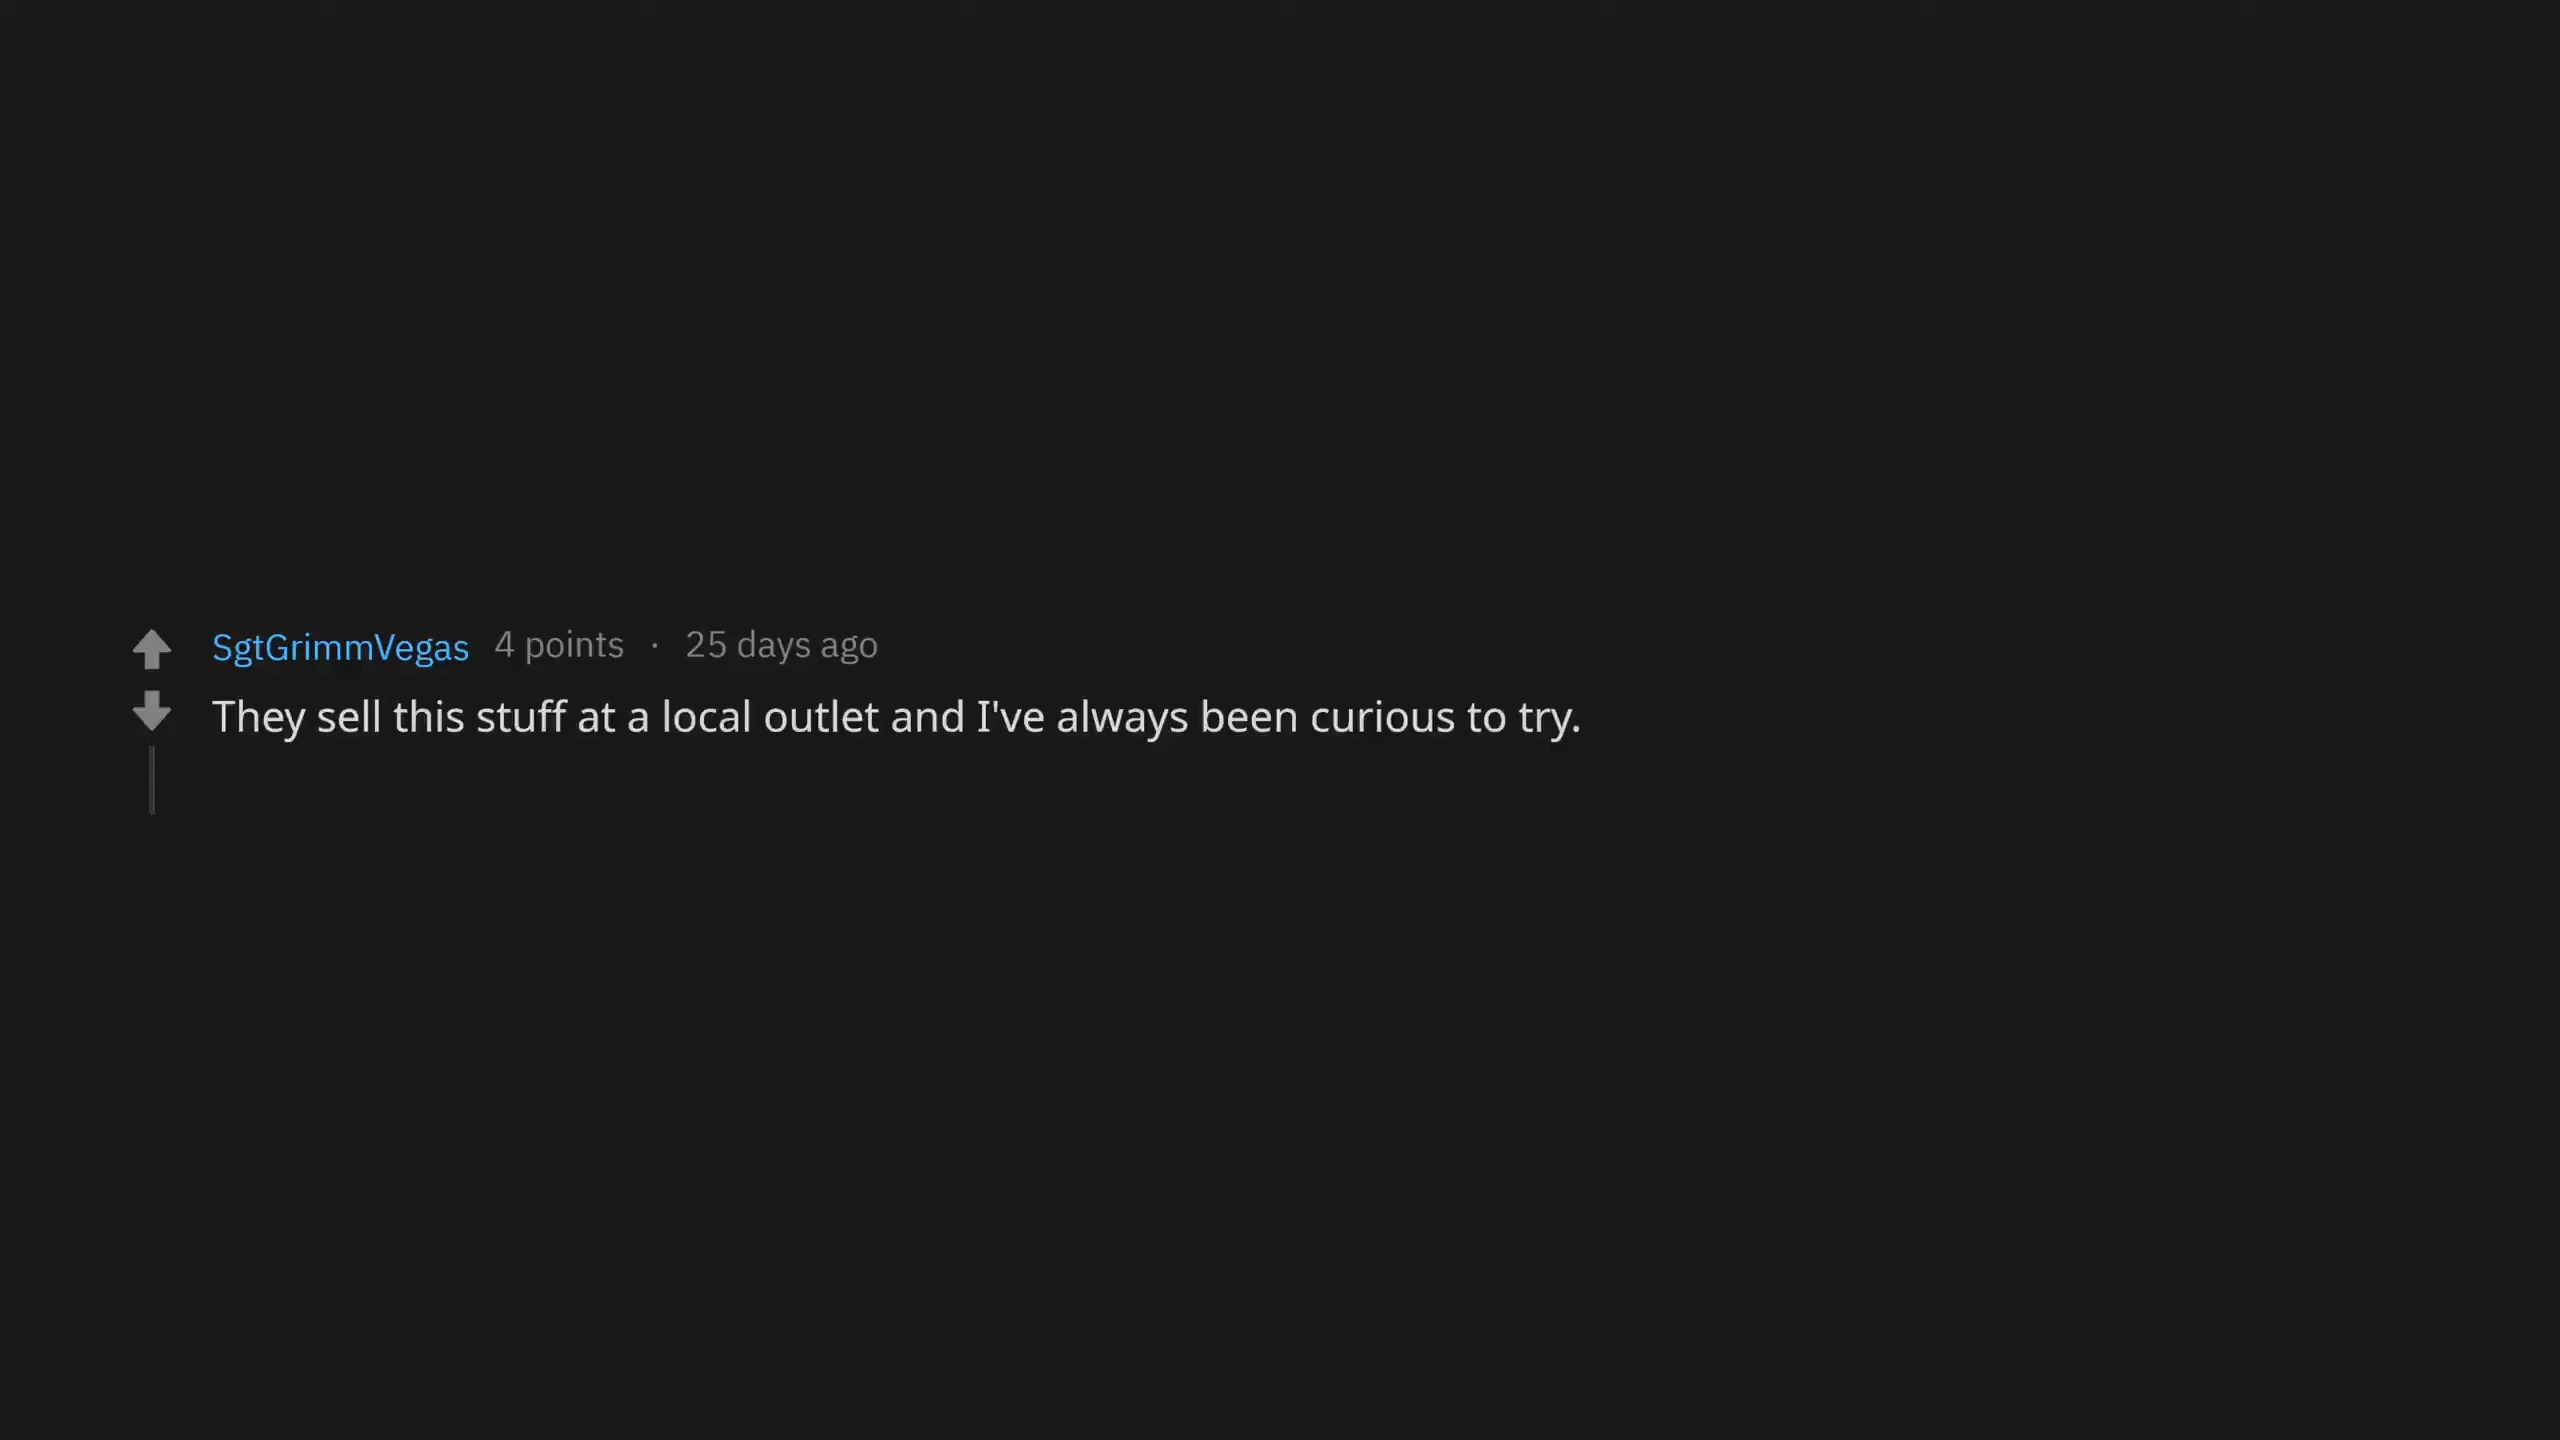 SgtGrimmVegas 4 points · 25 days ago
They sell this stuff at a local outlet and I've always been curious to try.